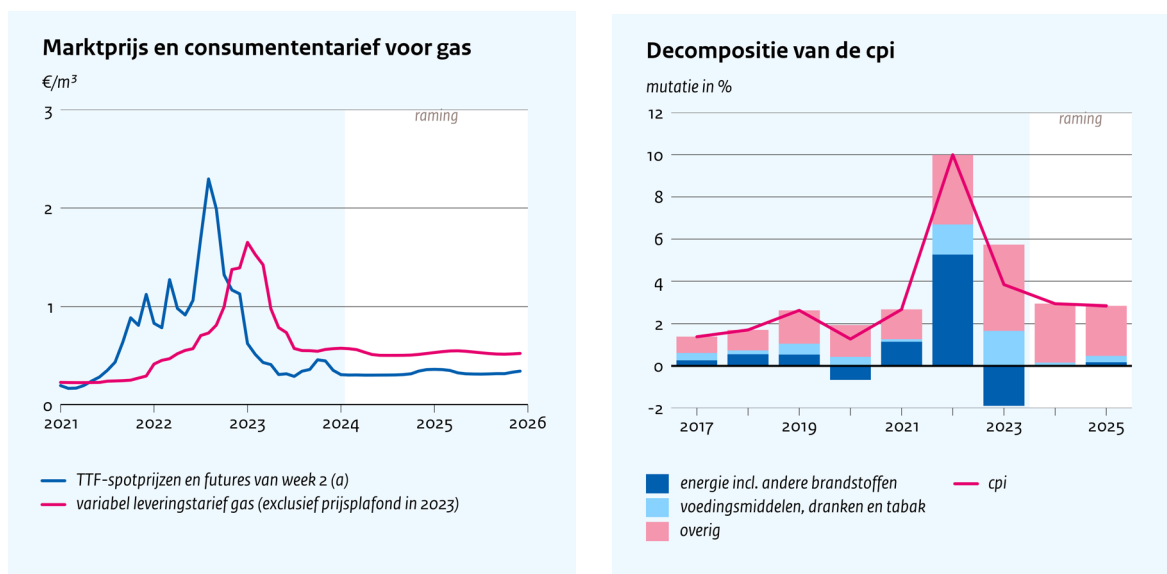 Marktprijs en consumententarief voor gas
€/m³
raming
3
2
1
0
2021 2022 2023 2024 2025 2026
TTF-spotprijzen en futures van week 2 (a)
variabel leveringstarief gas (exclusief prijsplafond in 2023)
Decompositie van de cpi
mutatie in %
raming
12
10
8
6
4
2
0
-2
2017 2019 2021 2023 2025
energie incl. andere brandstoffen
cpi
voedingsmiddelen, dranken en tabak
overig